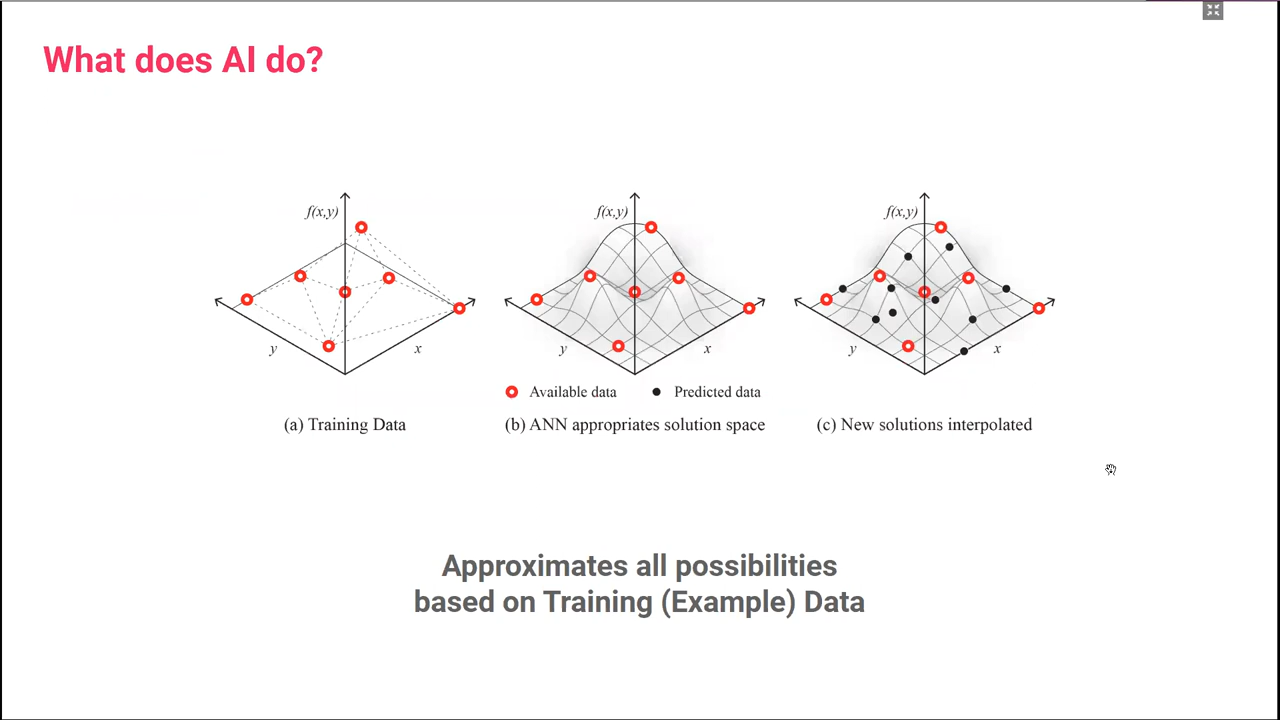 What does AI do?
f(x,y)
y
x
f(x,y)
y
x
f(x,y)
y
x
Available data
Predicted data
(a) Training Data
(b) ANN appropriates solution space
(c) New solutions interpolated
Approximates all possibilities
based on Training (Example) Data